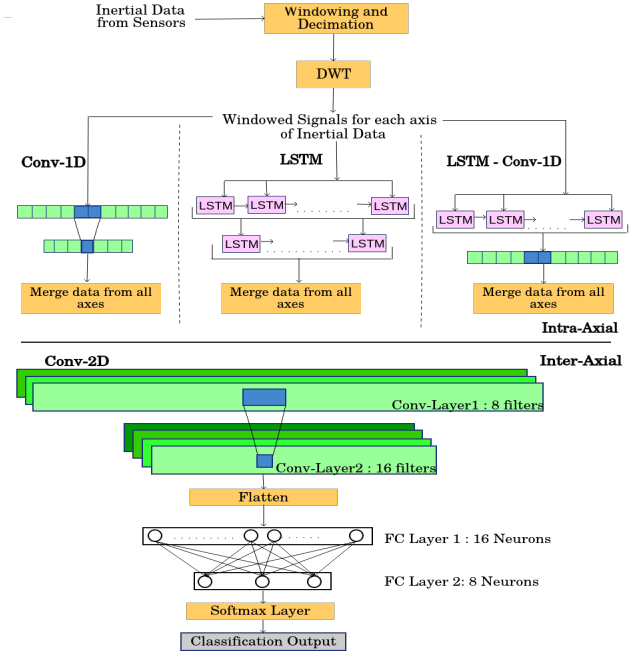 Inertial Data
from Sensors
Windowing and
Decimation
DWT
Windowed Signals for each axis
of Inertial Data
Conv-1D
LSTM
LSTM - Conv-1D
LSTM LSTM . . . . . . . LSTM
LSTM . . . . . . . . . . LSTM
LSTM LSTM . . . . . . LSTM
Merge data from all
axes
Merge data from all
axes
Merge data from all
axes
Intra-Axial
Conv-2D
Inter-Axial
Conv-Layer1 : 8 filters
Conv-Layer2 : 16 filters
Flatten
FC Layer 1 : 16 Neurons
FC Layer 2: 8 Neurons
Softmax Layer
Classification Output